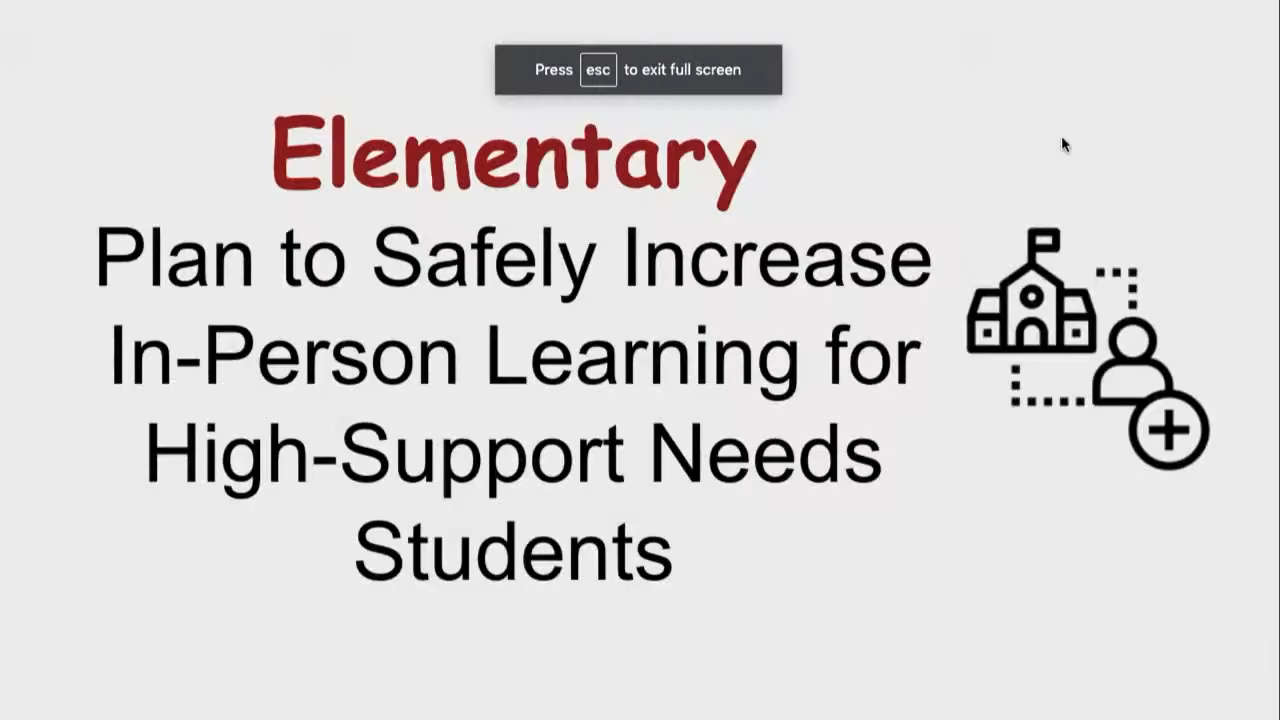 Press esc to exit full screen
Elementary
Plan to Safely Increase
In-Person Learning for
High-Support Needs
Students